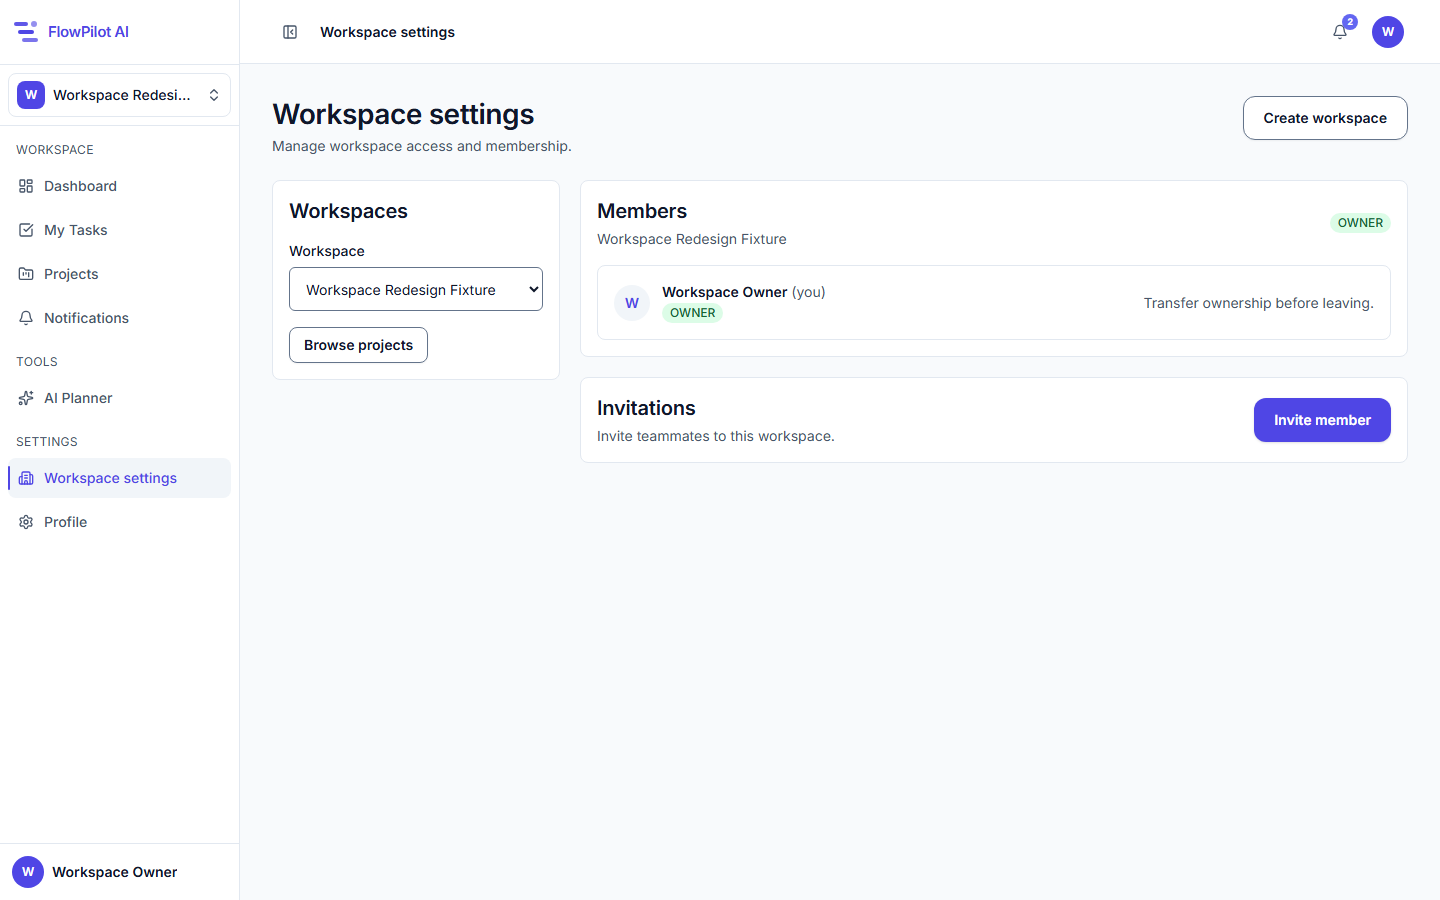 FlowPilot AI
W
Workspace Redesi...
WORKSPACE
Dashboard
My Tasks
Projects
Notifications
TOOLS
AI Planner
SETTINGS
Workspace settings
Profile
W
Workspace Owner
Workspace settings
2
W
Workspace settings
Manage workspace access and membership.
Create workspace
Workspaces
Workspace
Workspace Redesign Fixture
Browse projects
Members
Workspace Redesign Fixture
OWNER
W
Workspace Owner (you)
OWNER
Transfer ownership before leaving.
Invitations
Invite teammates to this workspace.
Invite member